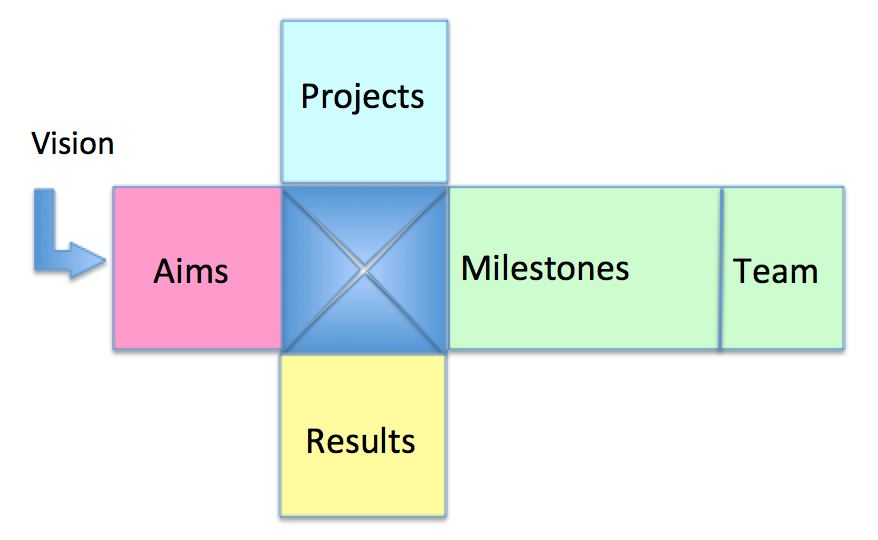 Projects
Vision
Aims
Milestones
Team
Results